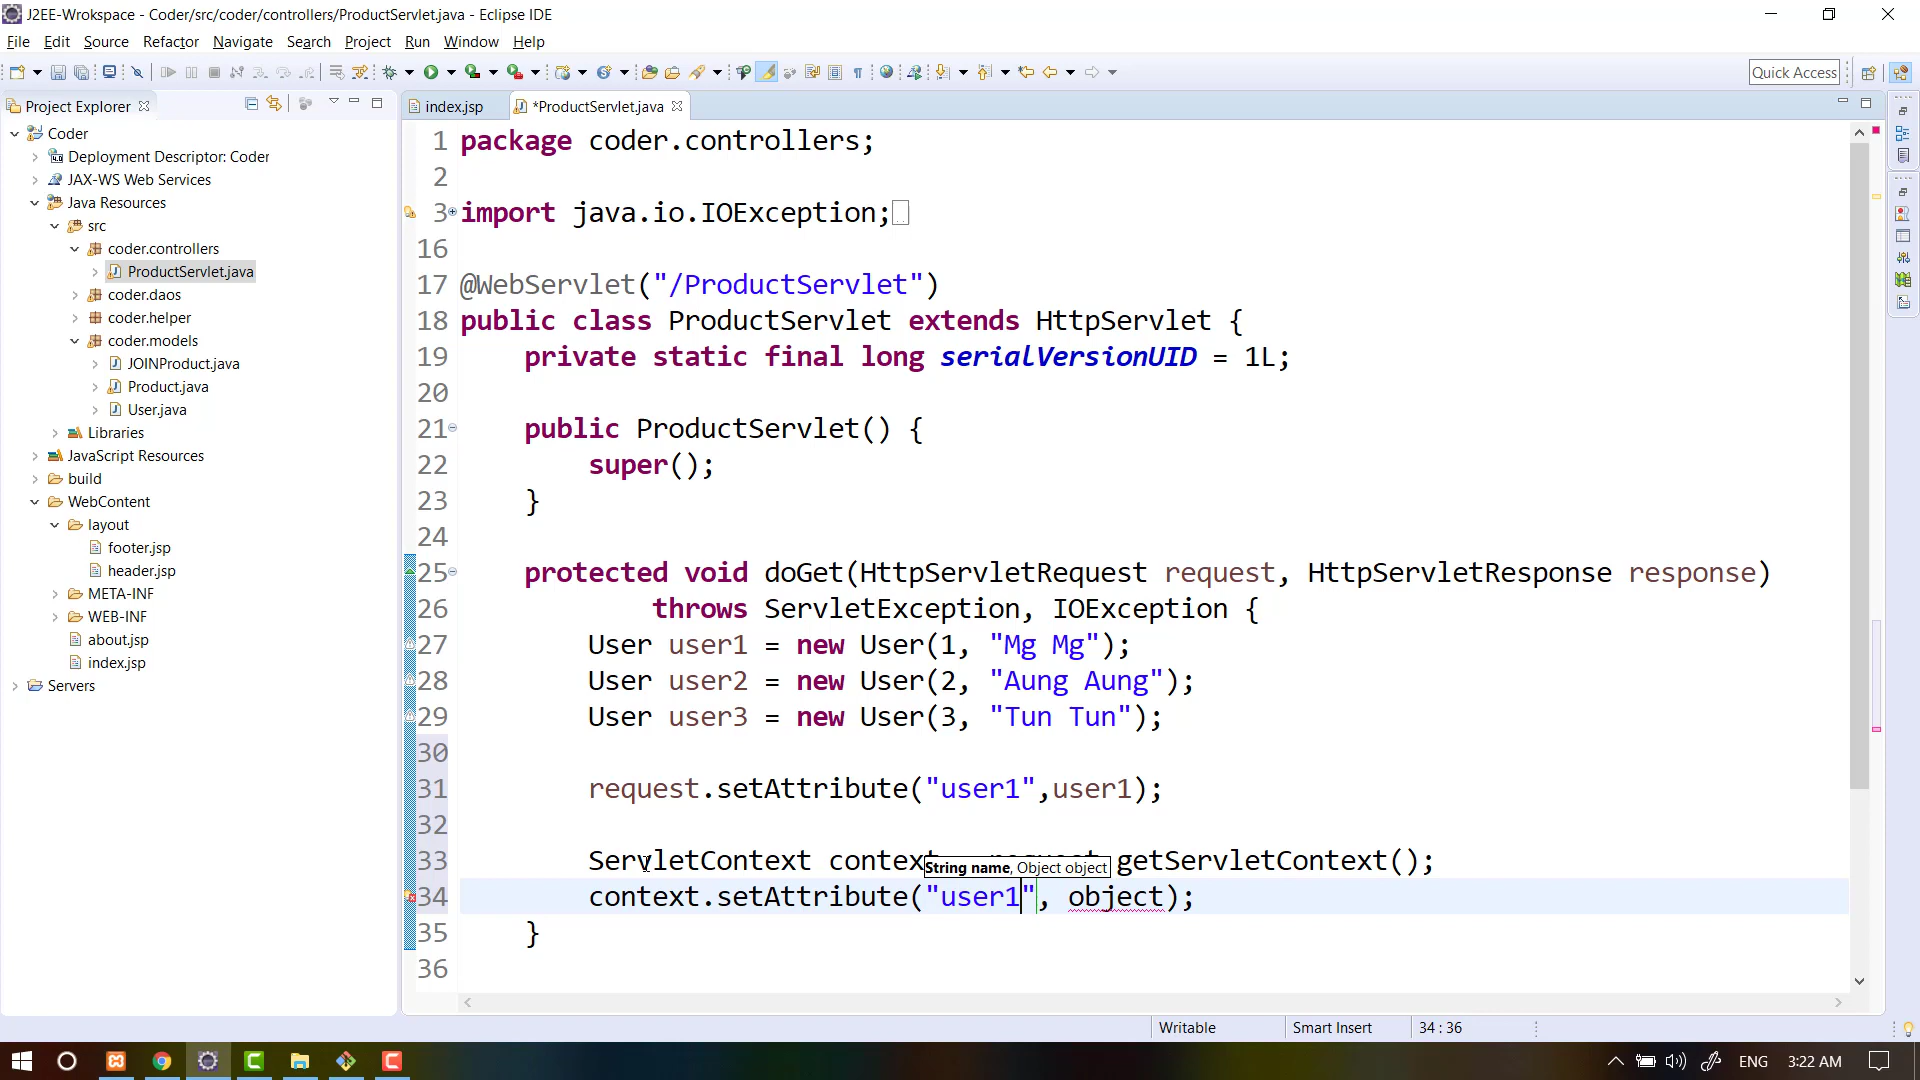 J2EE-Wrokspace - Coder/src/coder/controllers/ProductServlet.java - Eclipse IDE
File Edit Source Refactor Navigate Search Project Run Window Help
Quick Access
Project Explorer
index.jsp
*ProductServlet.java
Coder
Deployment Descriptor: Coder
JAX-WS Web Services
Java Resources
src
coder.controllers
ProductServlet.java
coder.daos
coder.helper
coder.models
JOINProduct.java
Product.java
User.java
Libraries
JavaScript Resources
build
WebContent
layout
footer.jsp
header.jsp
META-INF
WEB-INF
about.jsp
index.jsp
Servers
1 package coder.controllers;
2
3 import java.io.IOException;
16
17 @WebServlet("/ProductServlet")
18 public class ProductServlet extends HttpServlet {
19 private static final long serialVersionUID = 1L;
20
21 public ProductServlet() {
22 super();
23 }
24
25 protected void doGet(HttpServletRequest request, HttpServletResponse response)
26 throws ServletException, IOException {
27 User user1 = new User(1, "Mg Mg");
28 User user2 = new User(2, "Aung Aung");
29 User user3 = new User(3, "Tun Tun");
30
31 request.setAttribute("user1",user1);
32
33 ServletContext context getServletContext();
String name, Object object
34 context.setAttribute("user1", object);
35 }
36
Writable Smart Insert 34 : 36
ENG 3:22 AM